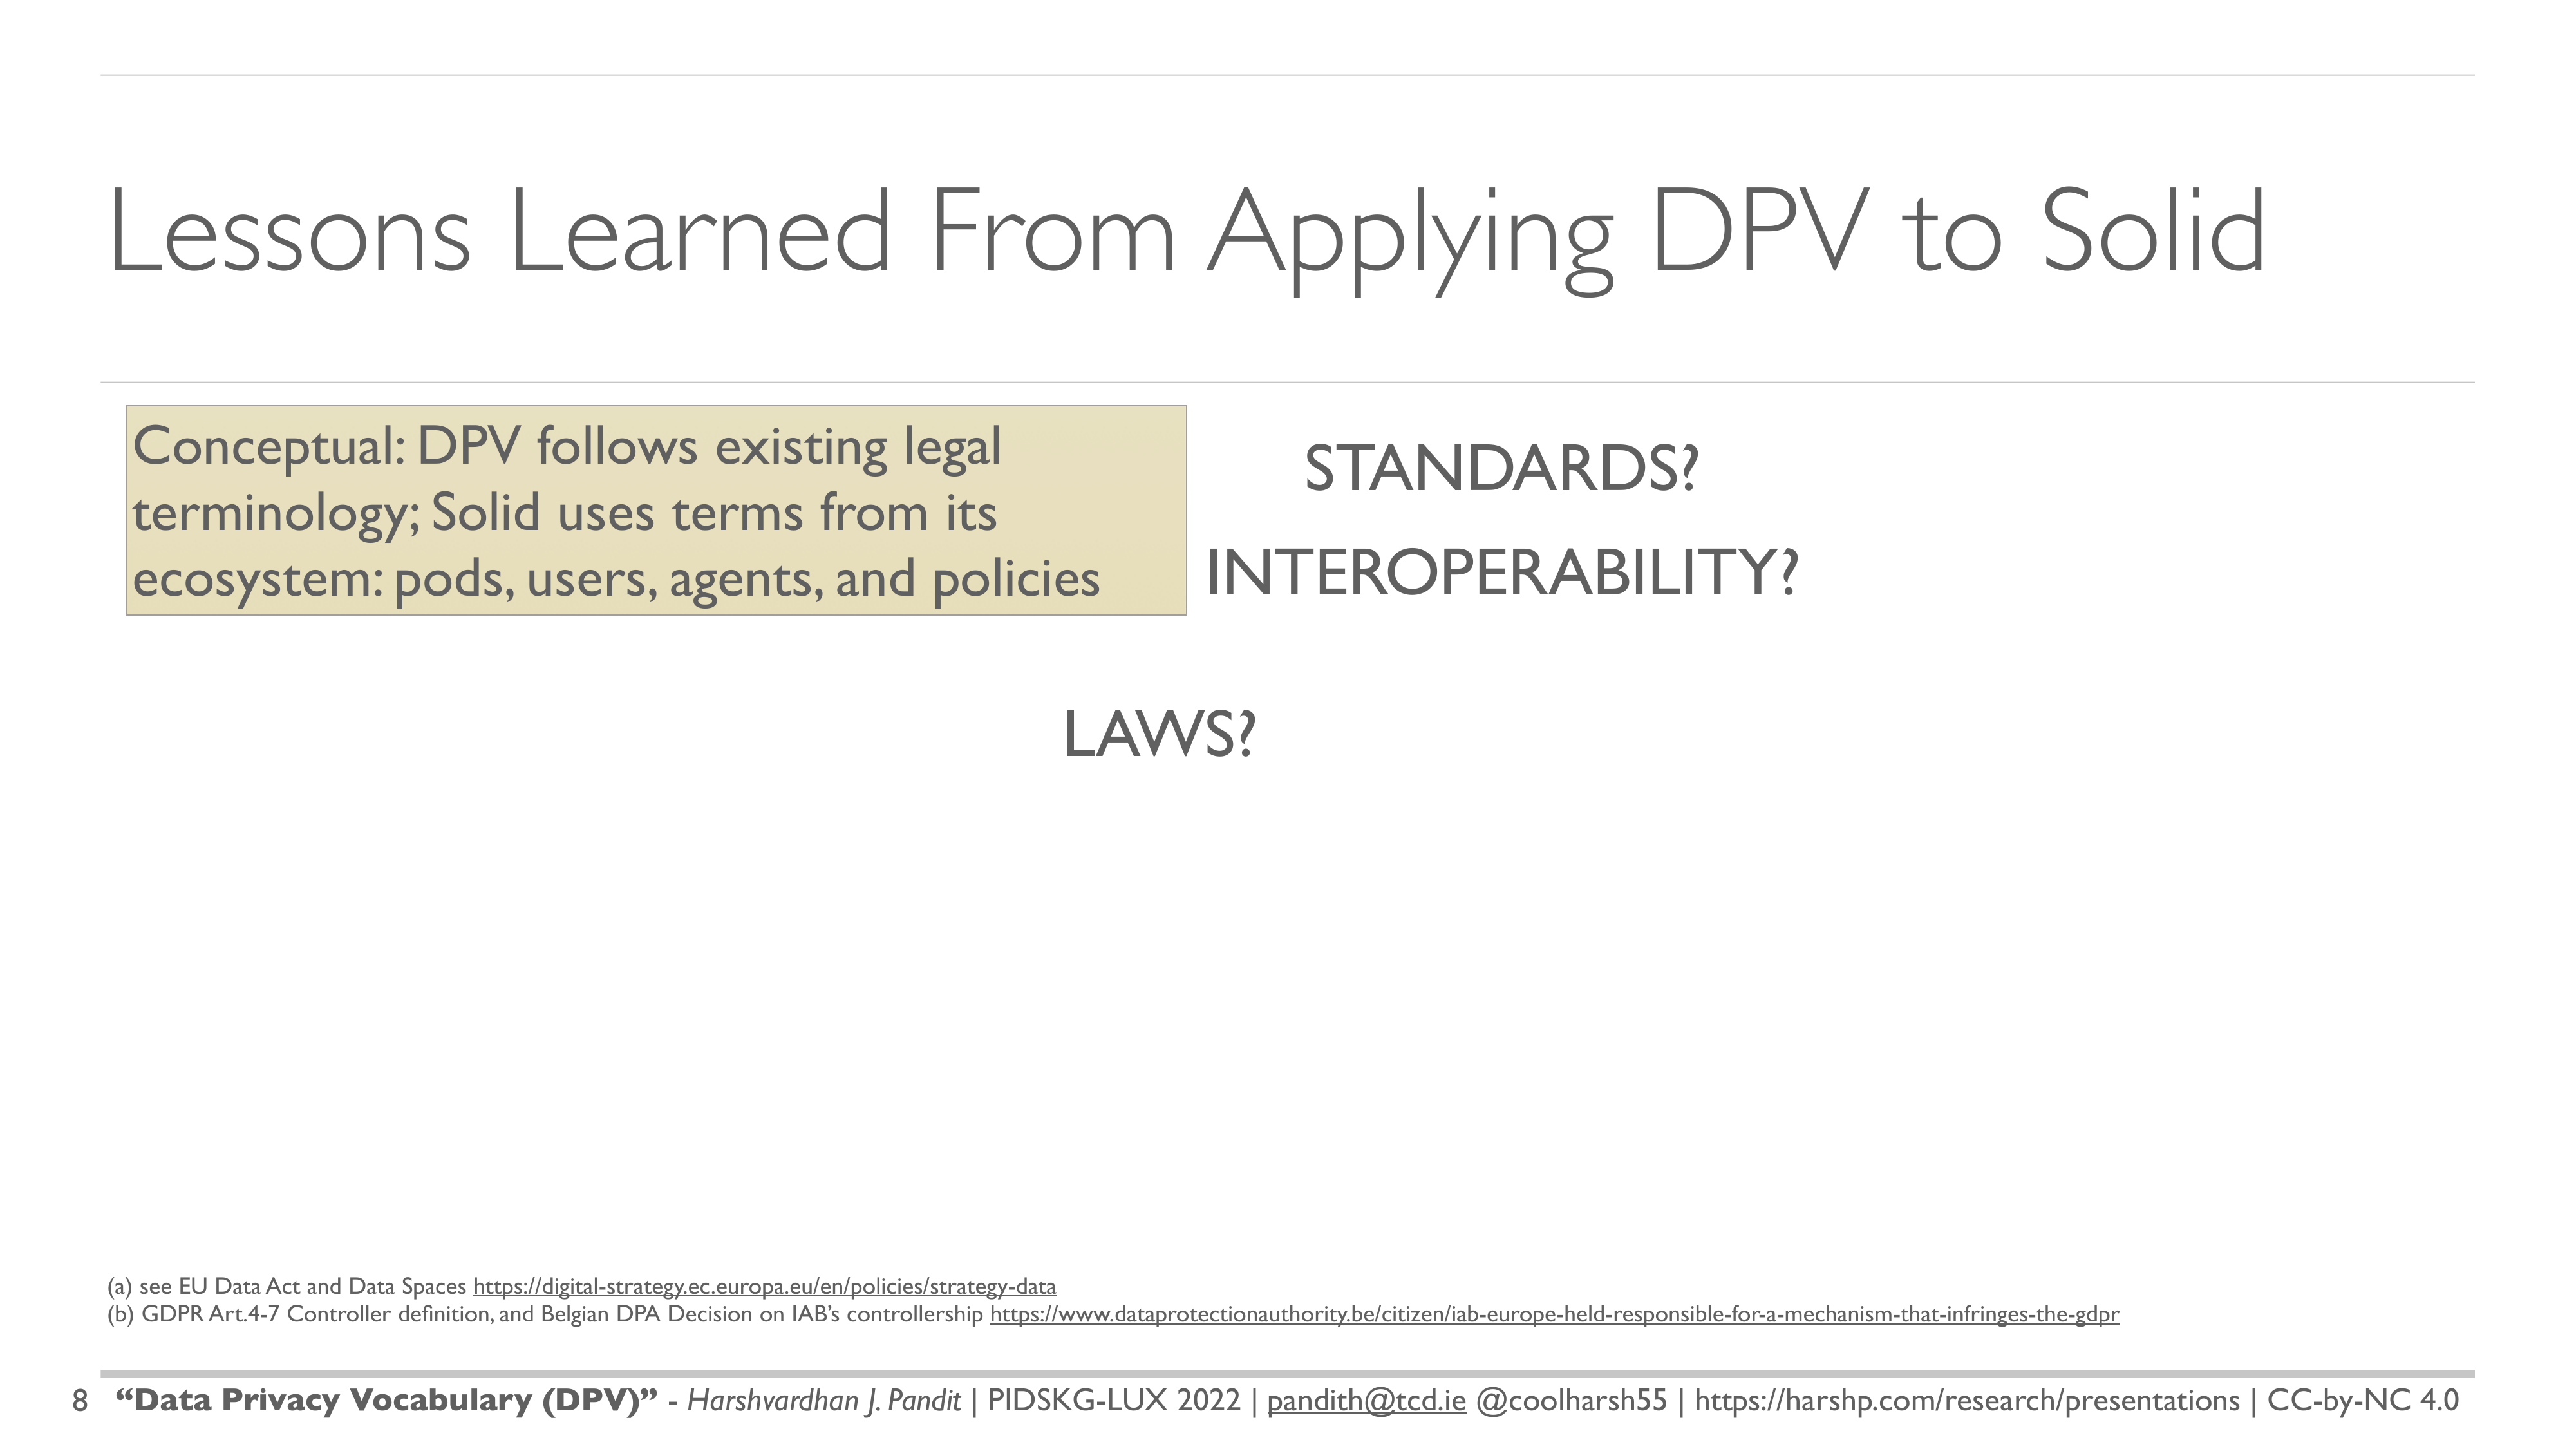 Lessons Learned From Applying DPV to Solid
Conceptual: DPV follows existing legal
terminology; Solid uses terms from its
ecosystem: pods, users, agents, and policies
STANDARDS?
INTEROPERABILITY?
LAWS?
(a) see EU Data Act and Data Spaces https://digital-strategy.ec.europa.eu/en/policies/strategy-data
(b) GDPR Art.4-7 Controller definition, and Belgian DPA Decision on IAB’s controllership https://www.dataprotectionauthority.be/citizen/iab-europe-held-responsible-for-a-mechanism-that-infringes-the-gdpr
8 “Data Privacy Vocabulary (DPV)” - Harshvardhan J. Pandit | PIDSKG-LUX 2022 | pandith@tcd.ie @coolharsh55 | https://harshp.com/research/presentations | CC-by-NC 4.0